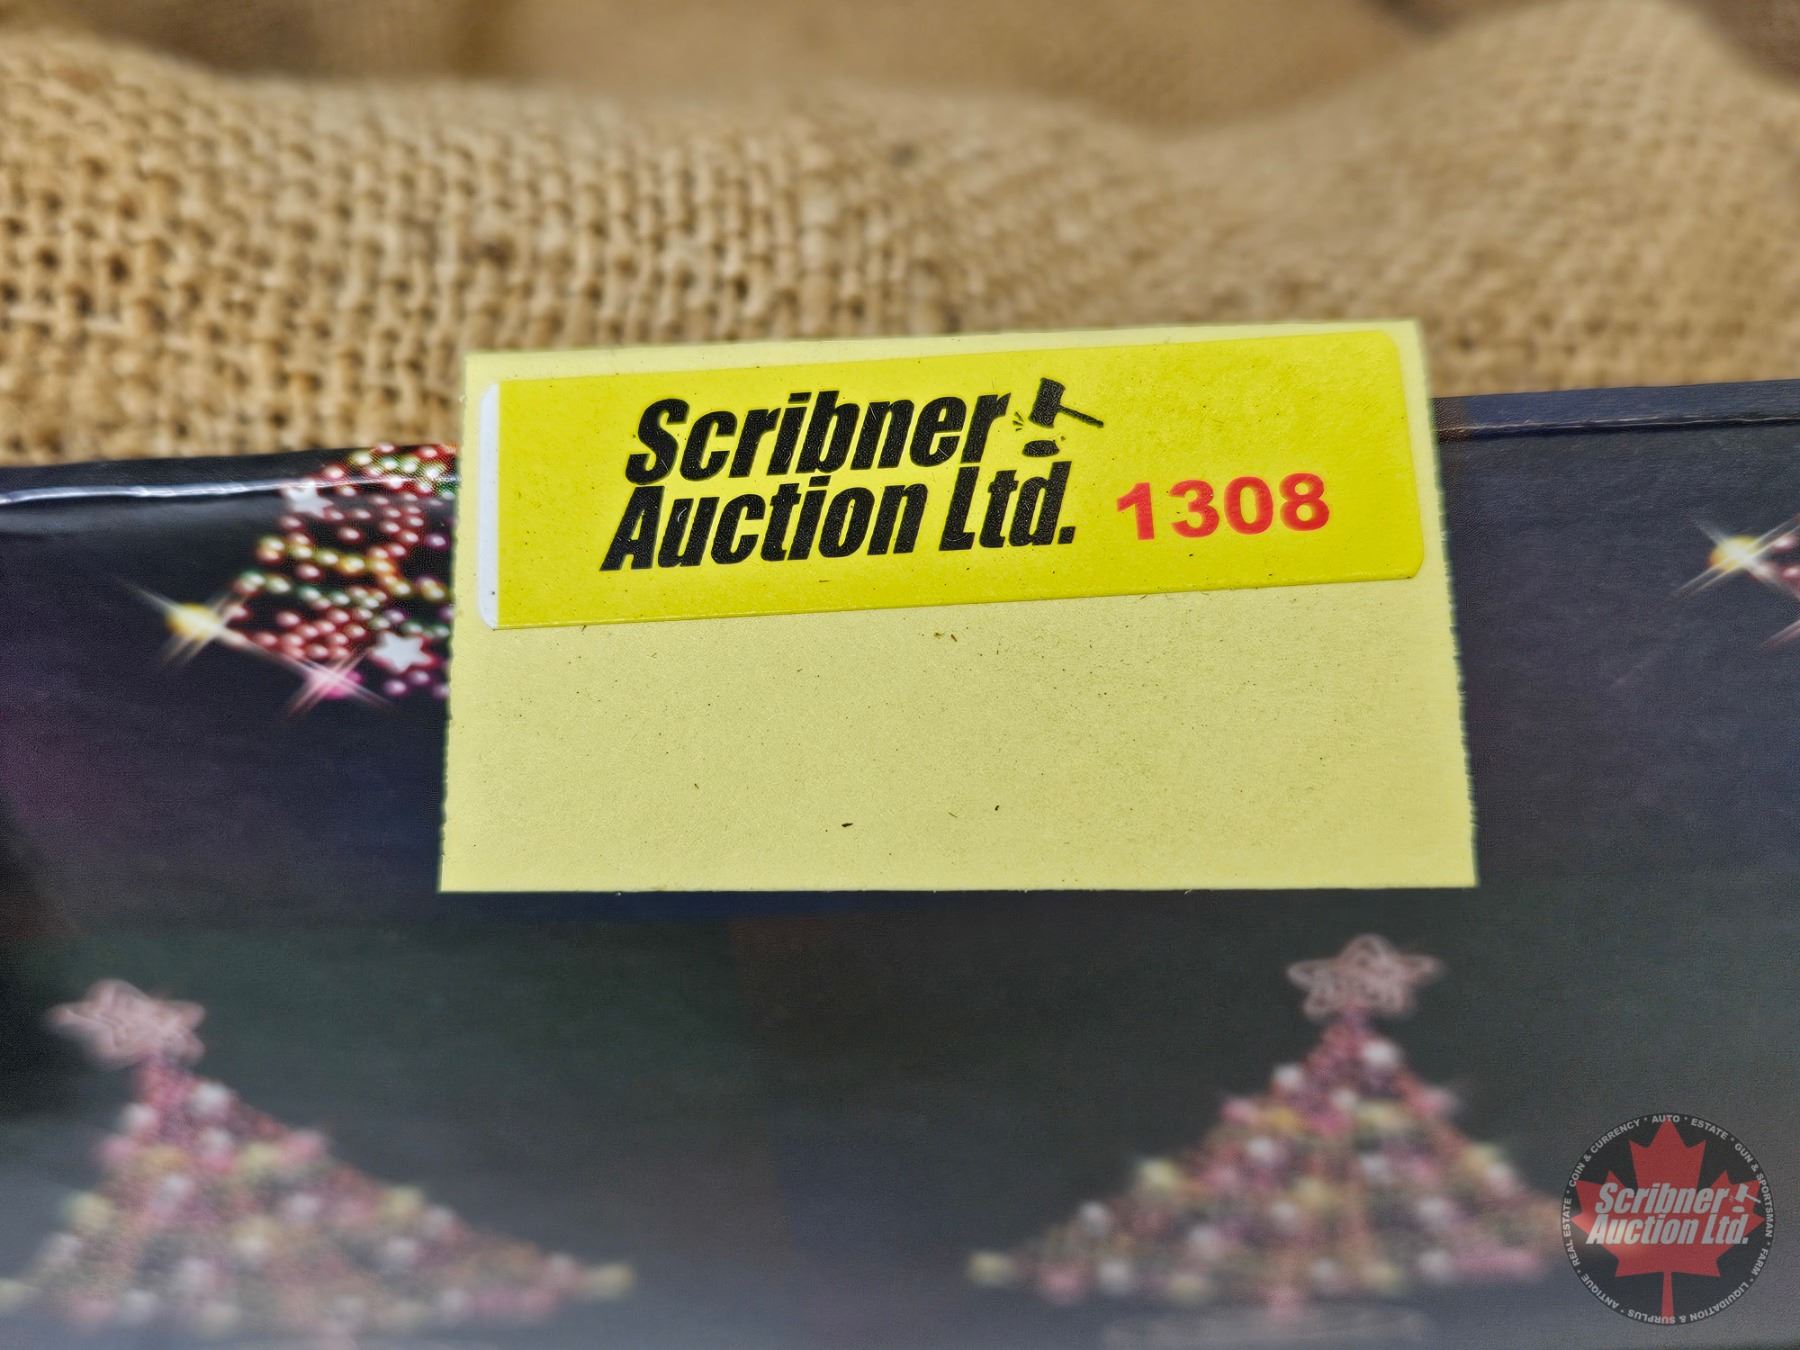 Scribner
Auction Ltd.
1308
COIN & CURRENCY • AUTO • ESTATE • GUN & SPORTSMAN • FARM • LIQUIDATION & SURPLUS • ANTIQUE • REAL ESTATE •
Scribner
Auction Ltd.